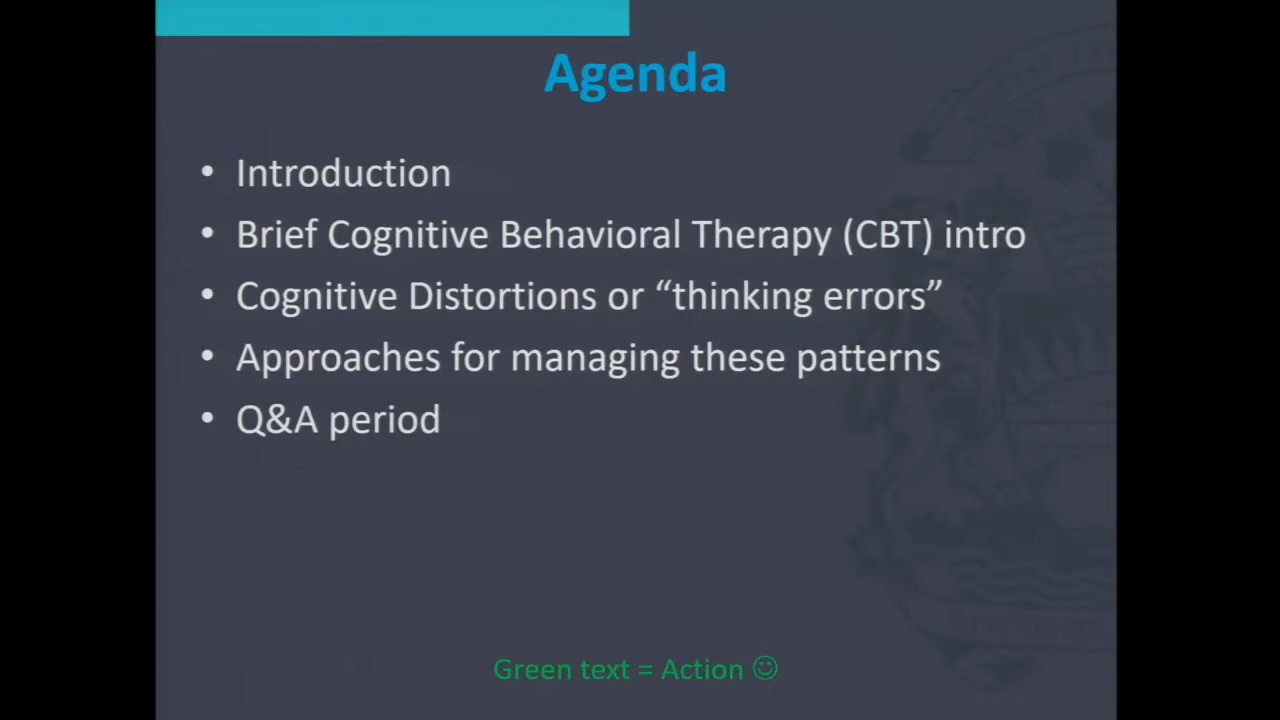 Agenda
• Introduction
• Brief Cognitive Behavioral Therapy (CBT) intro
• Cognitive Distortions or “thinking errors”
• Approaches for managing these patterns
• Q&A period
Green text = Action ☺